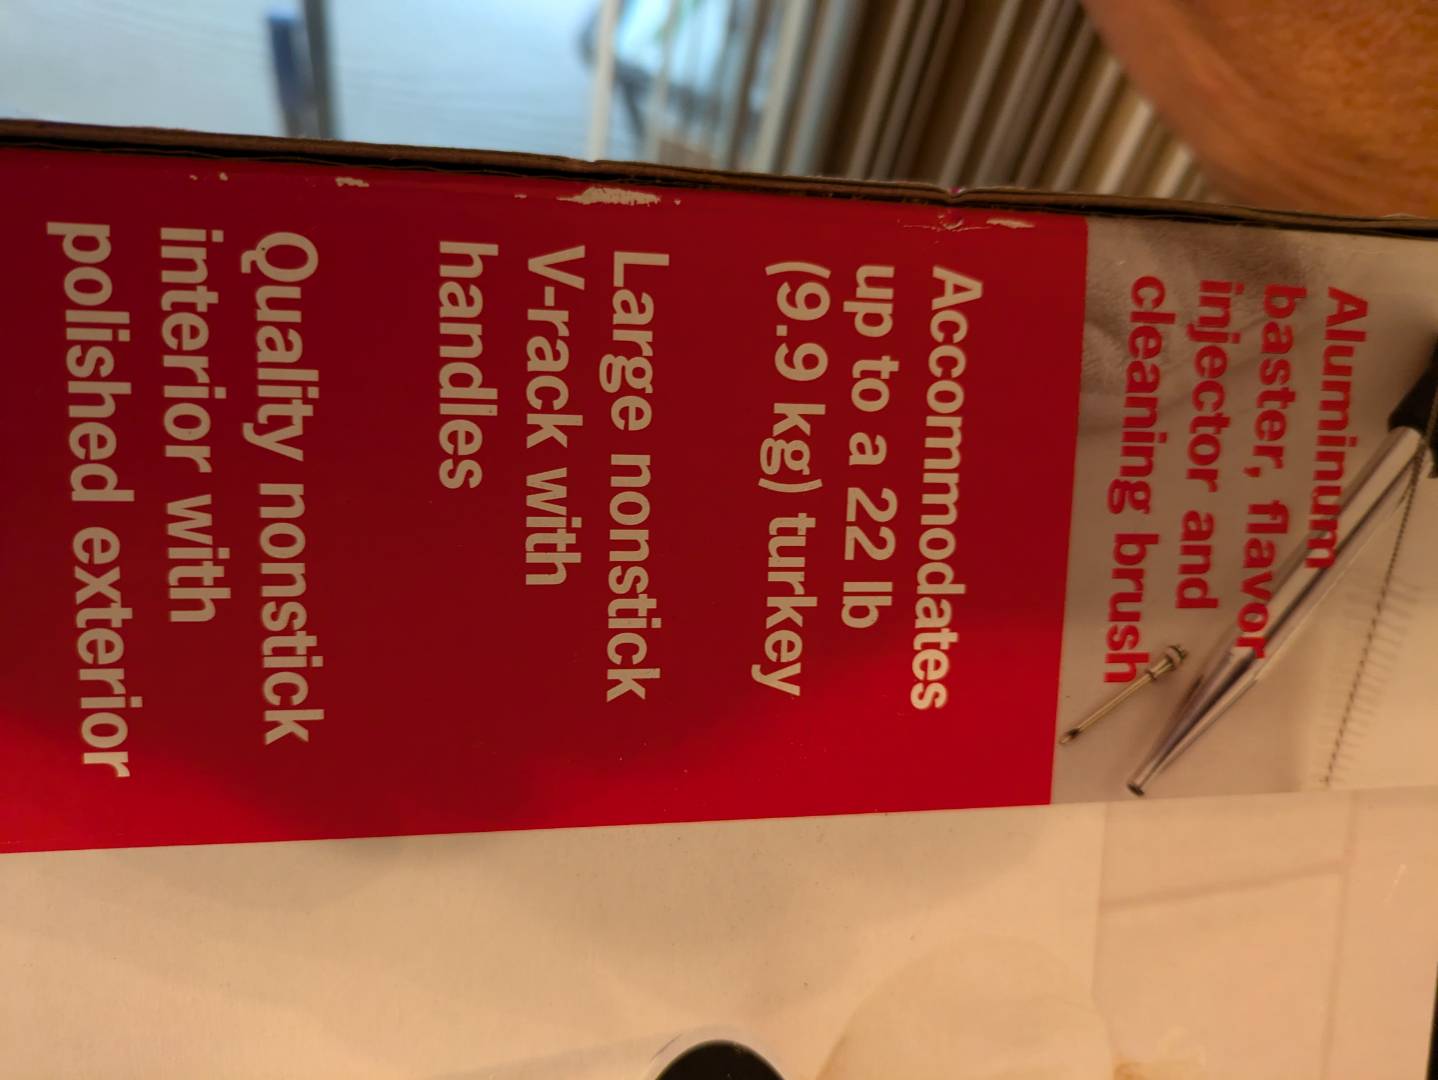 Aluminum
baster, flavor
injector and
cleaning brush
Accommodates
up to a 22 lb
(9.9 kg) turkey
Large nonstick
V-rack with
handles
Quality nonstick
interior with
polished exterior